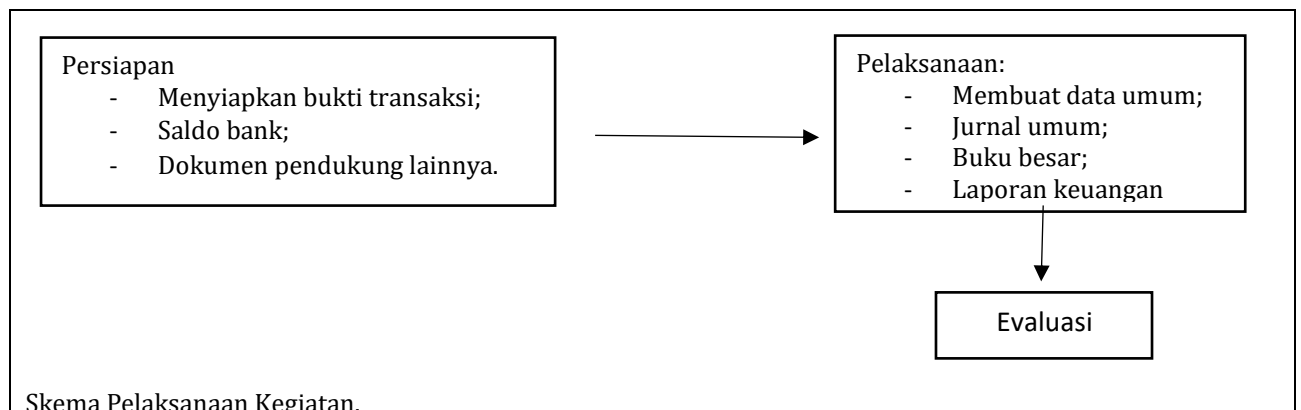 Persiapan
- Menyiapkan bukti transaksi;
- Saldo bank;
- Dokumen pendukung lainnya.
Pelaksanaan:
- Membuat data umum;
- Jurnal umum;
- Buku besar;
- Laporan keuangan
Evaluasi
Skema Pelaksanaan Kegiatan.